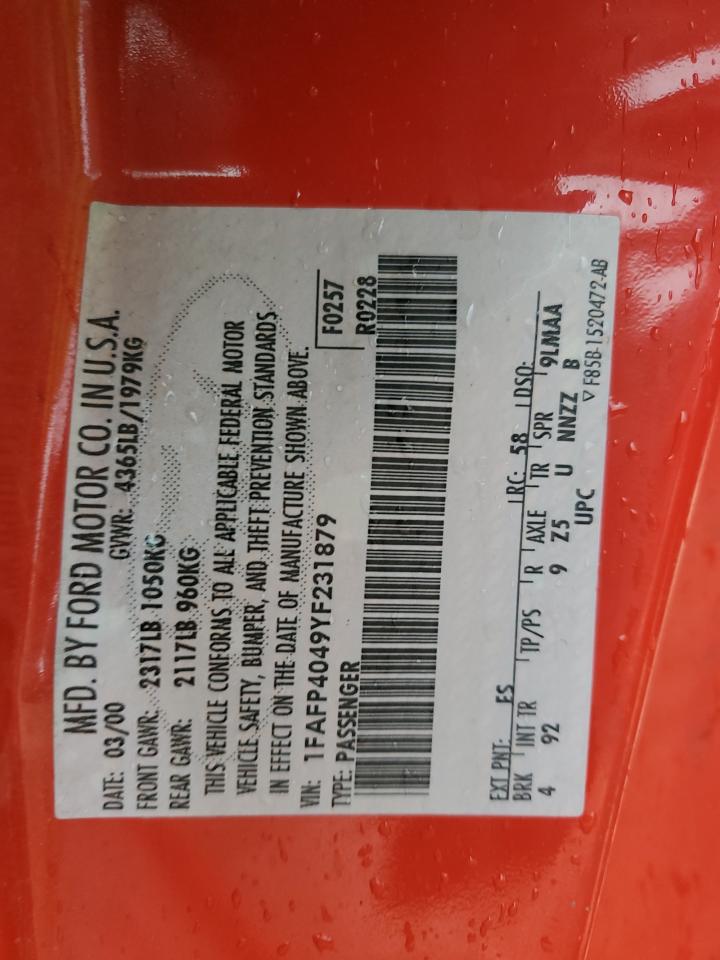 MFD. BY FORD MOTOR CO. IN U.S.A.
DATE: 03/00 GVWR: 4365LB/1979KG
FRONT GAWR: 2317LB 1050KG
REAR GAWR: 2117LB 960KG
THIS VEHICLE CONFORMS TO ALL APPLICABLE FEDERAL MOTOR
VEHICLE SAFETY, BUMPER, AND THEFT PREVENTION STANDARDS
IN EFFECT ON THE DATE OF MANUFACTURE SHOWN ABOVE.
VIN: 1FAFP4049YF231879 F0257
TYPE: PASSENGER R0228
EXT PNT: ES RC: 58 DSO:
BRK INT TR TP/PS R AXLE TR SPR 9LMAA
4 92 9 Z5 U NNZZ B
UPC ▽ F85B-1520472-AB